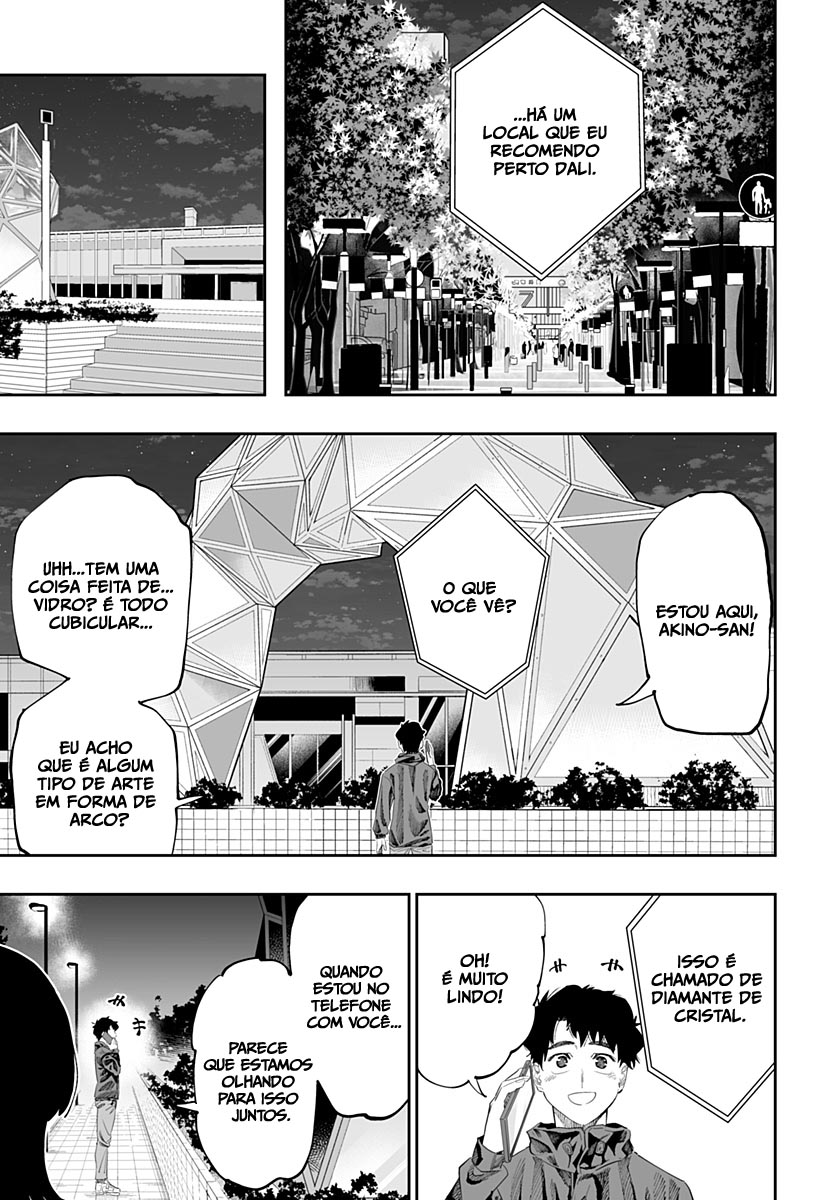 ...HÁ UM
LOCAL QUE EU
RECOMENDO
PERTO DALI.
7
ESTOU AQUI,
AKINO-SAN!
O QUE
VOCÊ VÊ?
UHH...TEM UMA
COISA FEITA DE...
VIDRO? É TODO
CUBICULAR...
EU ACHO
QUE É ALGUM
TIPO DE ARTE
EM FORMA DE
ARCO?
ISSO É
CHAMADO DE
DIAMANTE DE
CRISTAL.
OH!
É MUITO
LINDO!
QUANDO
ESTOU NO
TELEFONE
COM VOCÊ...
PARECE
QUE ESTAMOS
OLHANDO
PARA ISSO
JUNTOS.